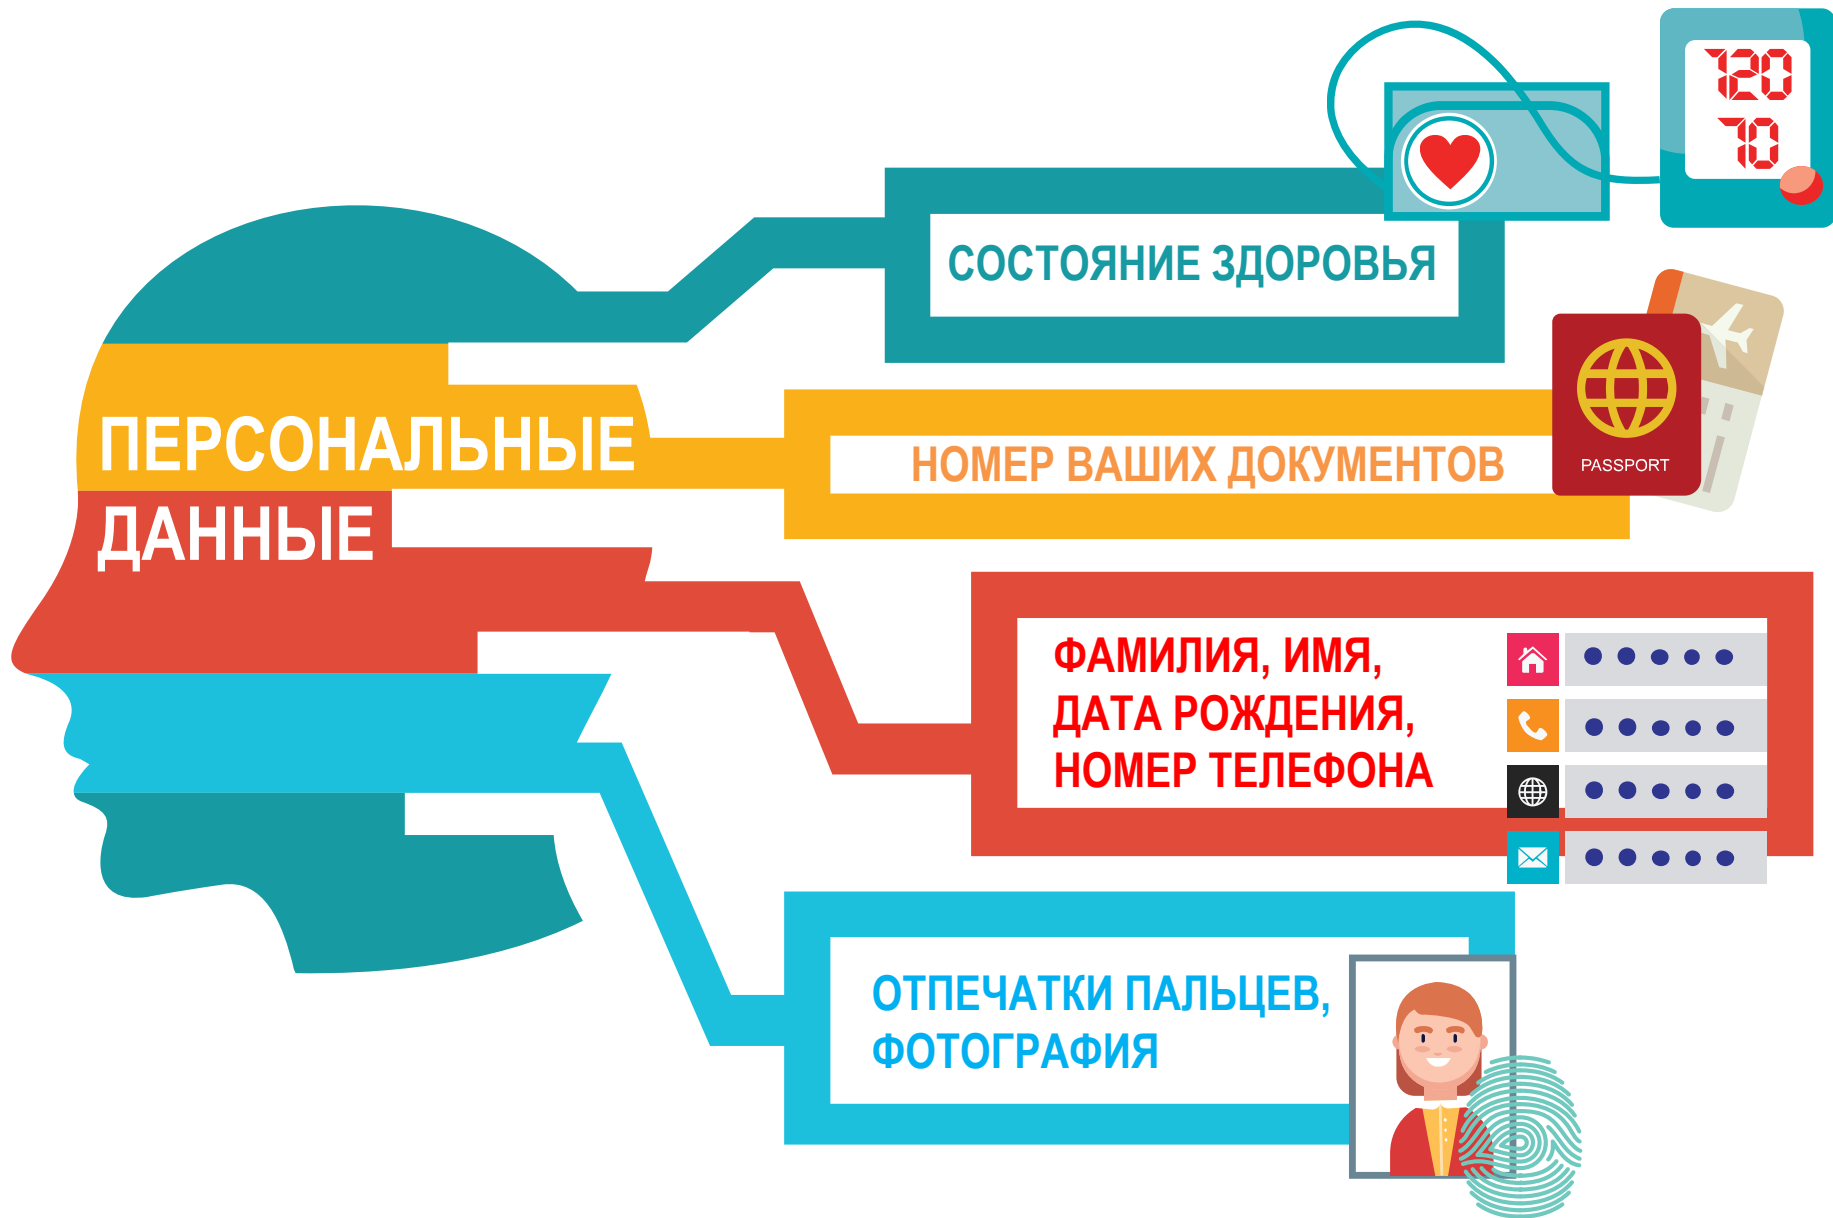 ПЕРСОНАЛЬНЫЕ
ДАННЫЕ
120
70
СОСТОЯНИЕ ЗДОРОВЬЯ
НОМЕР ВАШИХ ДОКУМЕНТОВ
PASSPORT
ФАМИЛИЯ, ИМЯ,
ДАТА РОЖДЕНИЯ,
НОМЕР ТЕЛЕФОНА
ОТПЕЧАТКИ ПАЛЬЦЕВ,
ФОТОГРАФИЯ